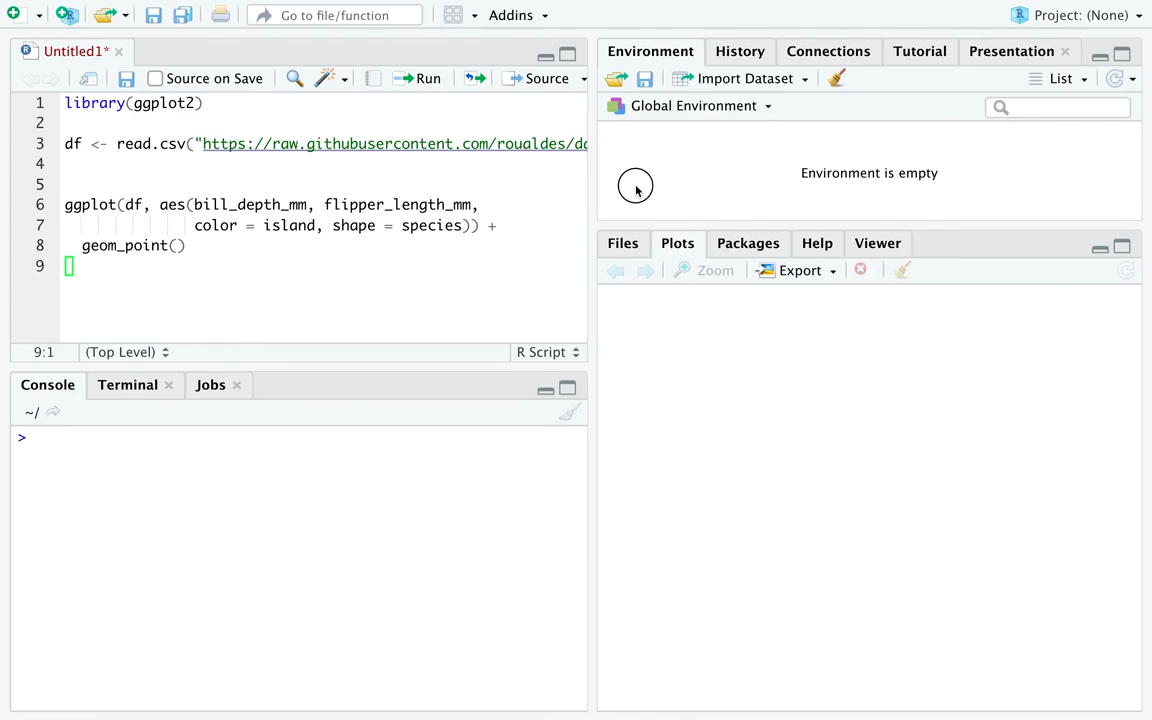 Go to file/function Addins Project: (None)
Untitled1*
Source on Save Run Source
1 library(ggplot2)
2
3 df <- read.csv("https://raw.githubusercontent.com/roualdes/da
4
5
6 ggplot(df, aes(bill_depth_mm, flipper_length_mm,
7 color = island, shape = species)) +
8 geom_point()
9
9:1 (Top Level) R Script
Console Terminal Jobs
~/
>
Environment History Connections Tutorial Presentation
Import Dataset List
Global Environment
Environment is empty
Files Plots Packages Help Viewer
Zoom Export